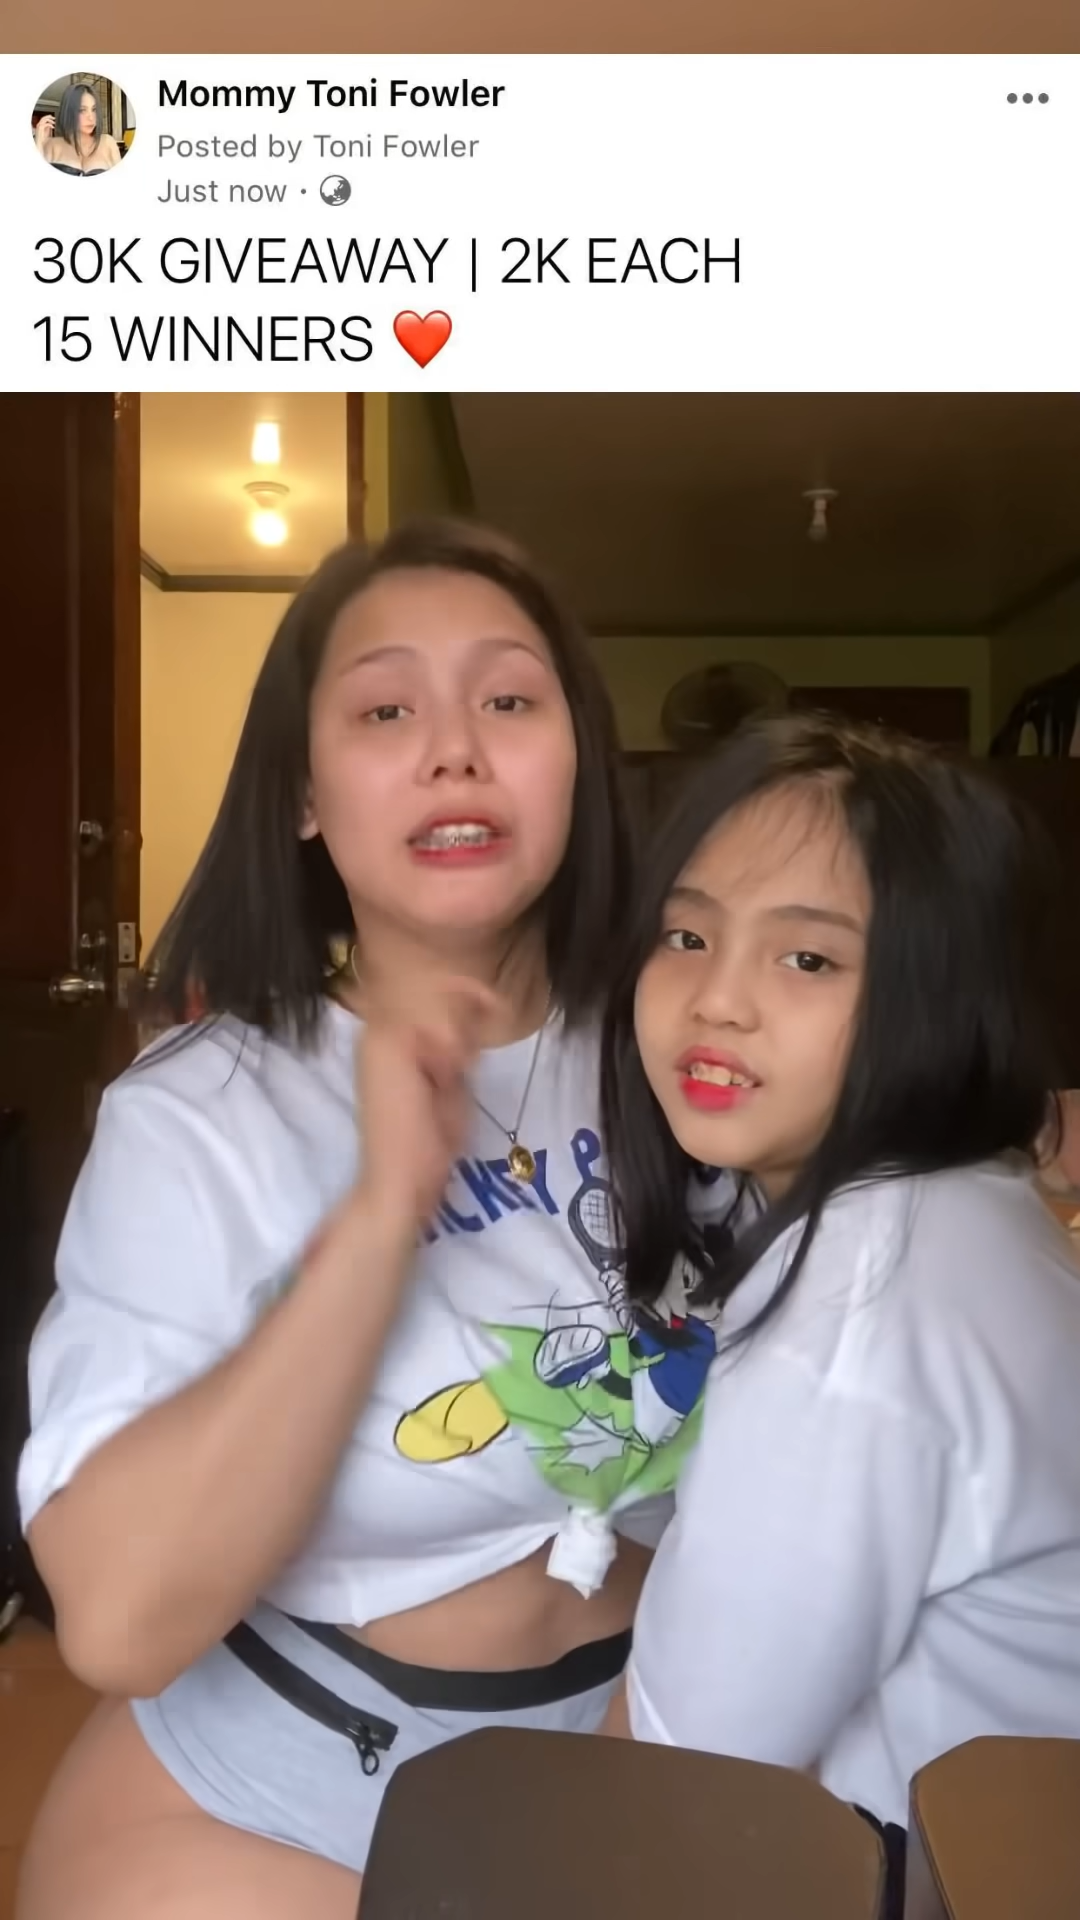 Mommy Toni Fowler
Posted by Toni Fowler
Just now ·
30K GIVEAWAY | 2K EACH
15 WINNERS ❤️